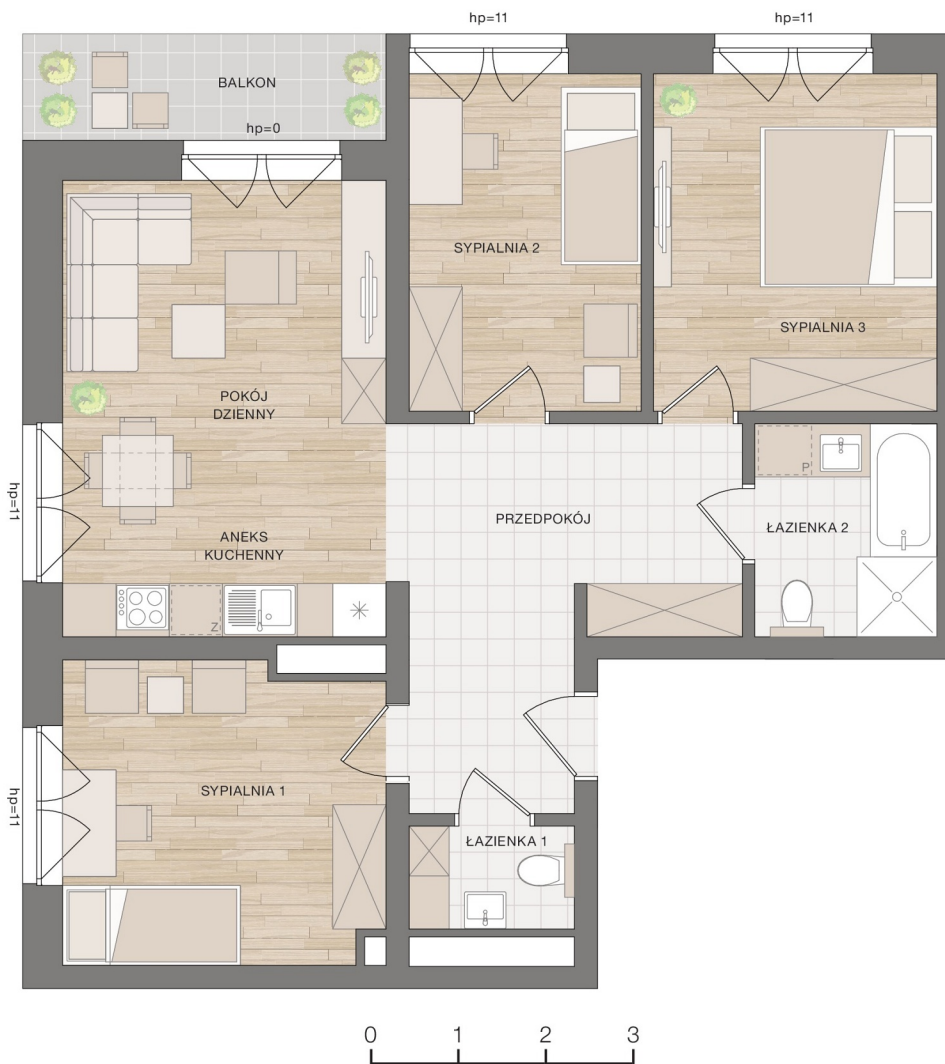 hp=11
hp=11
BALKON
hp=0
SYPIALNIA 2
SYPIALNIA 3
POKÓJ
DZIENNY
P
hp=11
PRZEDPOKÓJ
ŁAZIENKA 2
ANEKS
KUCHENNY
Z
SYPIALNIA 1
hp=11
ŁAZIENKA 1
0 1 2 3